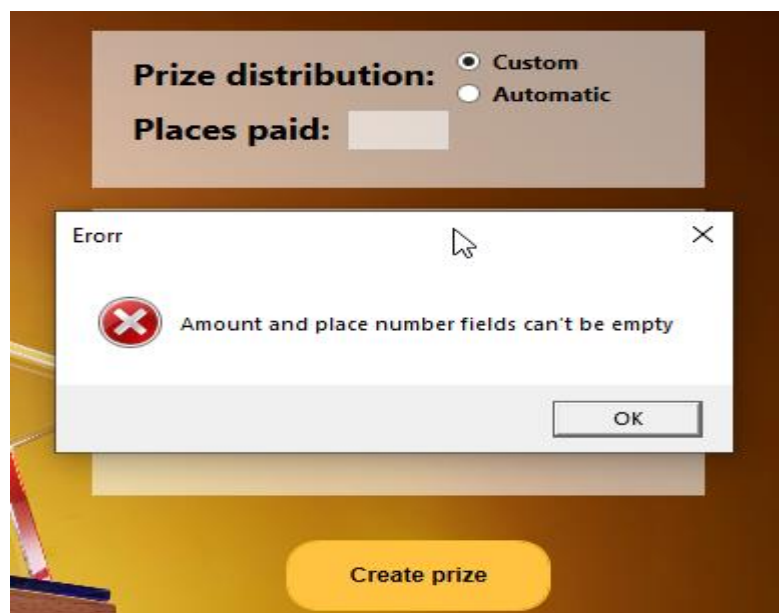 Prize distribution:
Custom
Automatic
Places paid:
Erorr
Amount and place number fields can't be empty
OK
Create prize